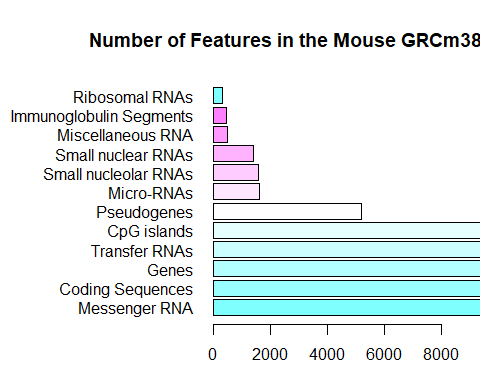 Number of Features in the Mouse GRCm38
Ribosomal RNAs
Immunoglobulin Segments
Miscellaneous RNA
Small nuclear RNAs
Small nucleolar RNAs
Micro-RNAs
Pseudogenes
CpG islands
Transfer RNAs
Genes
Coding Sequences
Messenger RNA
0 2000 4000 6000 8000